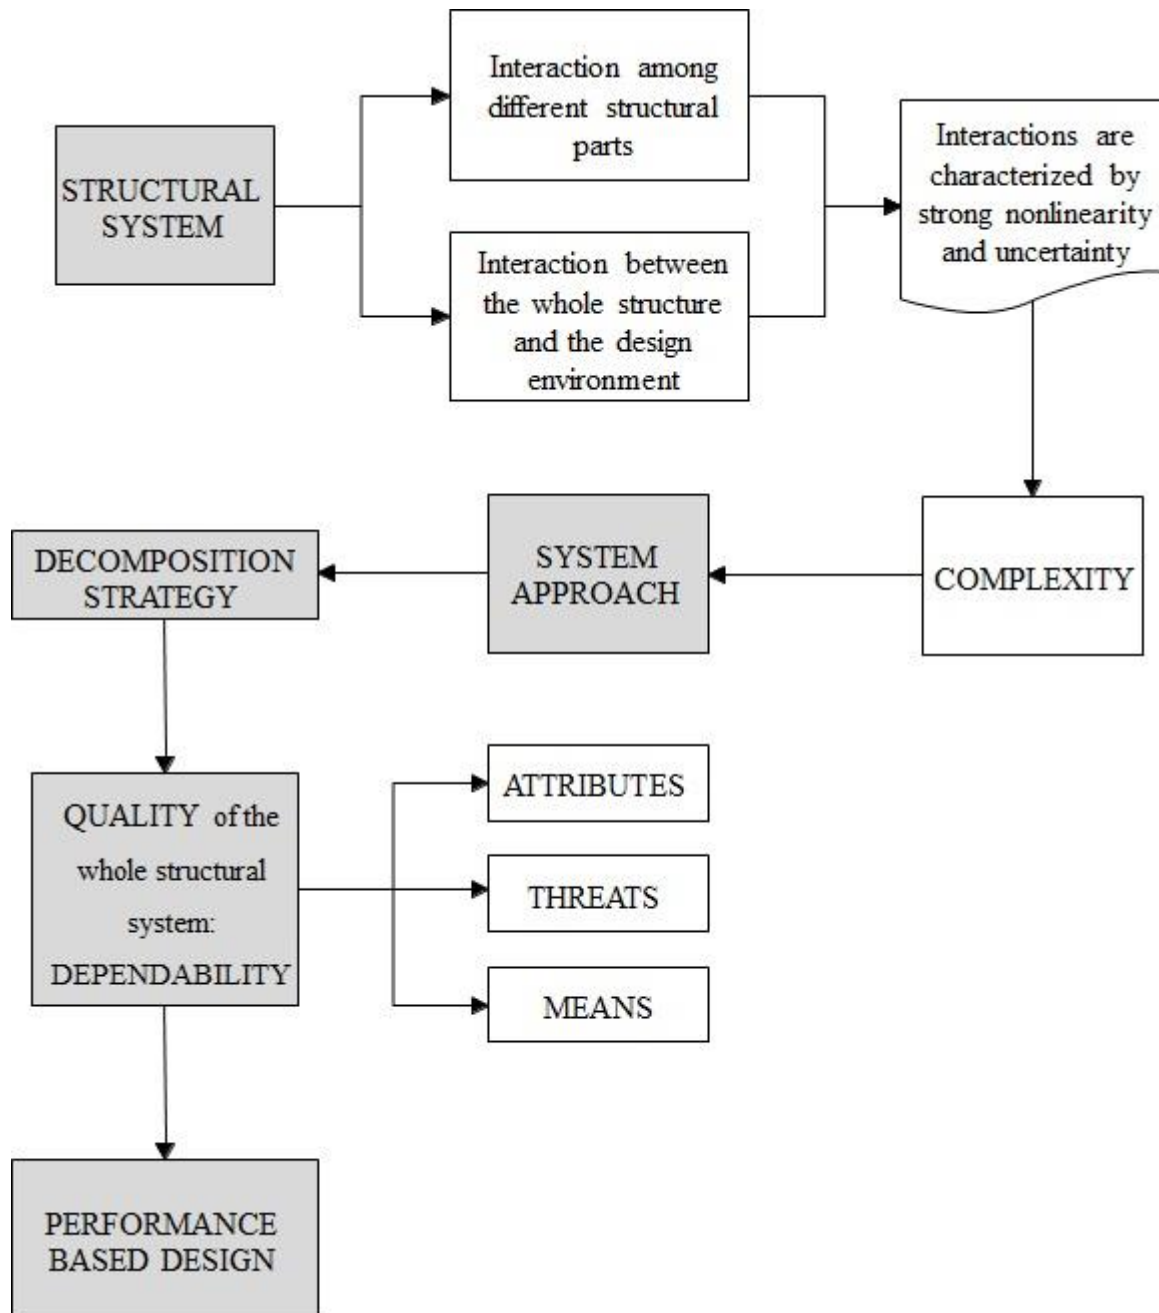 Interaction among
different structural
parts
STRUCTURAL
SYSTEM
Interaction between
the whole structure
and the design
environment
Interactions are
characterized by
strong nonlinearity
and uncertainty
COMPLEXITY
SYSTEM
APPROACH
DECOMPOSITION
STRATEGY
QUALITY of the
whole structural
system:
DEPENDABILITY
ATTRIBUTES
THREATS
MEANS
PERFORMANCE
BASED DESIGN